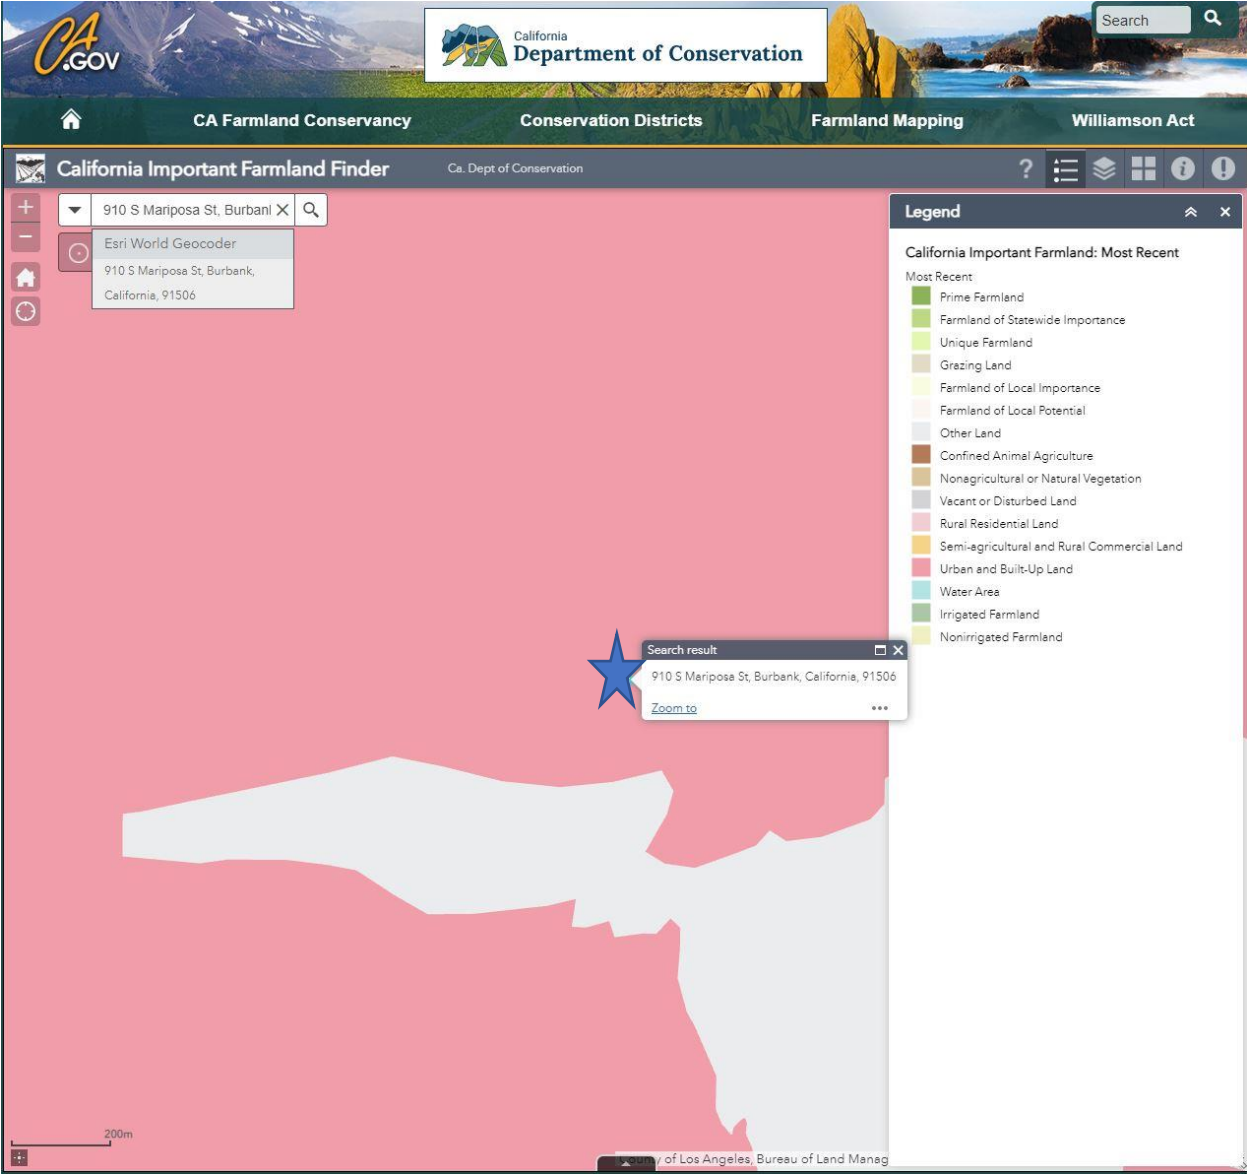 CA
.GOV
California
Department of Conservation
Search
CA Farmland Conservancy
Conservation Districts
Farmland Mapping
Williamson Act
California Important Farmland Finder
Ca. Dept of Conservation
?
+
910 S Mariposa St, Burban
−
Esri World Geocoder
910 S Mariposa St, Burbank,
California, 91506
Legend
California Important Farmland: Most Recent
Most Recent
Prime Farmland
Farmland of Statewide Importance
Unique Farmland
Grazing Land
Farmland of Local Importance
Farmland of Local Potential
Other Land
Confined Animal Agriculture
Nonagricultural or Natural Vegetation
Vacant or Disturbed Land
Rural Residential Land
Semi-agricultural and Rural Commercial Land
Urban and Built-Up Land
Water Area
Irrigated Farmland
Nonirrigated Farmland
Search result
910 S Mariposa St, Burbank, California, 91506
Zoom to
200m
County of Los Angeles, Bureau of Land Manag